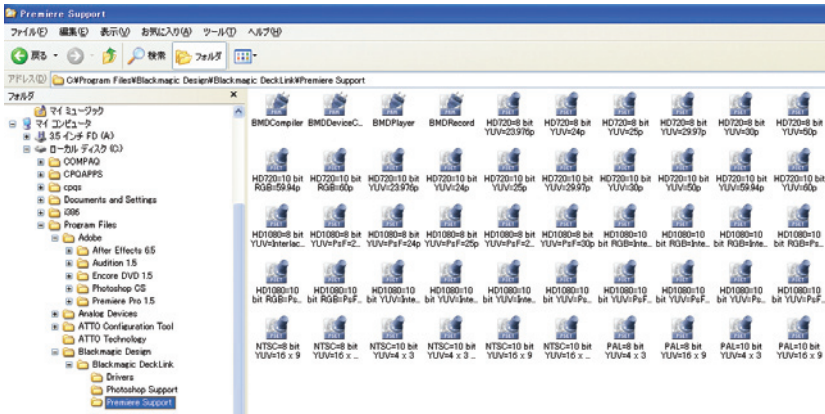 Premiere Support
ファイル(F) 編集(E) 表示(V) お気に入り(A) ツール(T) ヘルプ(H)
戻る 検索 フォルダ
アドレス(D) C:¥Program Files¥Blackmagic Design¥Blackmagic DeckLink¥Premiere Support
フォルダ ×
マイ ミュージック
マイ コンピュータ
3.5 インチ FD (A:)
ローカル ディスク (C:)
COMPAQ
CPQAPPS
cpqs
Documents and Settings
i386
Program Files
Adobe
After Effects 6.5
Audition 1.5
Encore DVD 1.5
Photoshop CS
Premiere Pro 1.5
Analog Devices
ATTO Configuration Tool
ATTO Technology
Blackmagic Design
Blackmagic DeckLink
Drivers
Photoshop Support
Premiere Support
BMDCompiler BMDDeviceC... BMDPlayer BMDRecord HD720=8 bit HD720=8 bit HD720=8 bit HD720=8 bit HD720=8 bit HD720=8 bit
YUV=23.976p YUV=24p YUV=25p YUV=29.97p YUV=30p YUV=50p
HD720=10 bit HD720=10 bit HD720=10 bit HD720=10 bit HD720=10 bit HD720=10 bit HD720=10 bit HD720=10 bit HD720=10 bit HD720=10 bit
RGB=59.94p RGB=60p YUV=23.976p YUV=24p YUV=25p YUV=29.97p YUV=30p YUV=50p YUV=59.94p YUV=60p
HD1080=8 bit HD1080=8 bit HD1080=8 bit HD1080=8 bit HD1080=8 bit HD1080=8 bit HD1080=10 HD1080=10 HD1080=10 HD1080=10
YUV=Interlac... YUV=PsF=2... YUV=PsF=24p YUV=PsF=25p YUV=PsF=2... YUV=PsF=30p bit RGB=Inte... bit RGB=Inte... bit RGB=Inte... bit RGB=Ps...
HD1080=10 HD1080=10 HD1080=10 HD1080=10 HD1080=10 HD1080=10 HD1080=10 HD1080=10 HD1080=10 HD1080=10
bit RGB=Ps... bit RGB=PsF... bit YUV=Inte... bit YUV=Inte... bit YUV=Inte... bit YUV=Ps... bit YUV=PsF... bit YUV=PsF... bit YUV=Ps... bit YUV=PsF...
NTSC=8 bit NTSC=8 bit NTSC=10 bit NTSC=10 bit NTSC=10 bit NTSC=10 bit PAL=8 bit PAL=8 bit PAL=10 bit PAL=10 bit
YUV=16 x 9 YUV=16 x ... YUV=4 x 3 YUV=4 x 3 ... YUV=16 x 9 YUV=16 x ... YUV=4 x 3 YUV=16 x 9 YUV=4 x 3 YUV=16 x 9